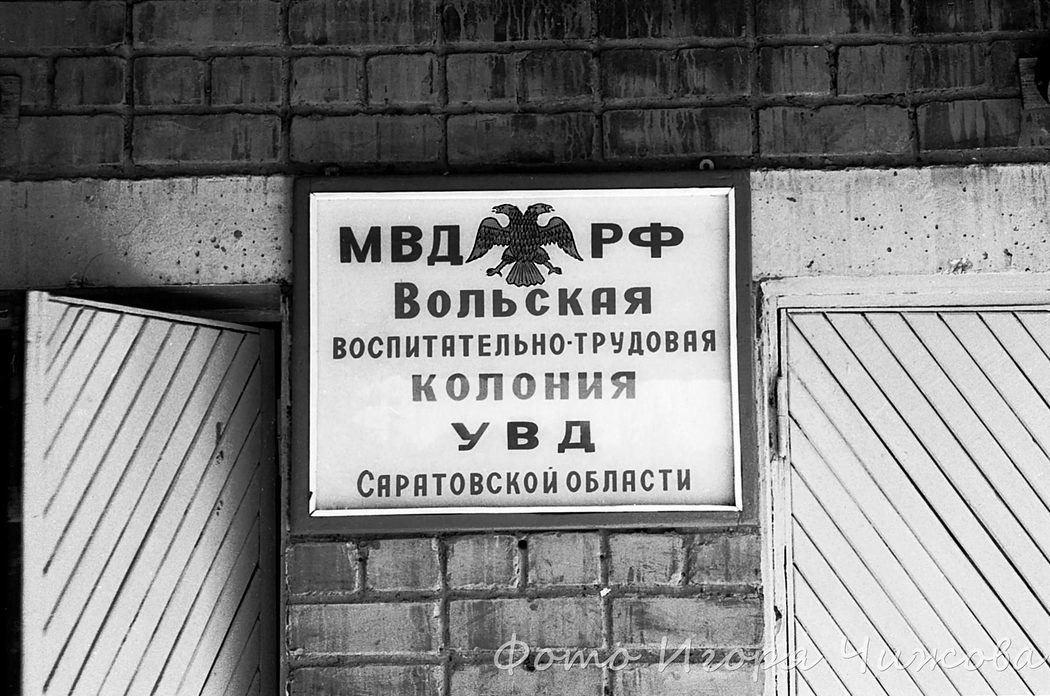 МВД РФ
Вольская
воспитательно-трудовая
колония
УВД
Саратовской области
Фото Игоря Чижова